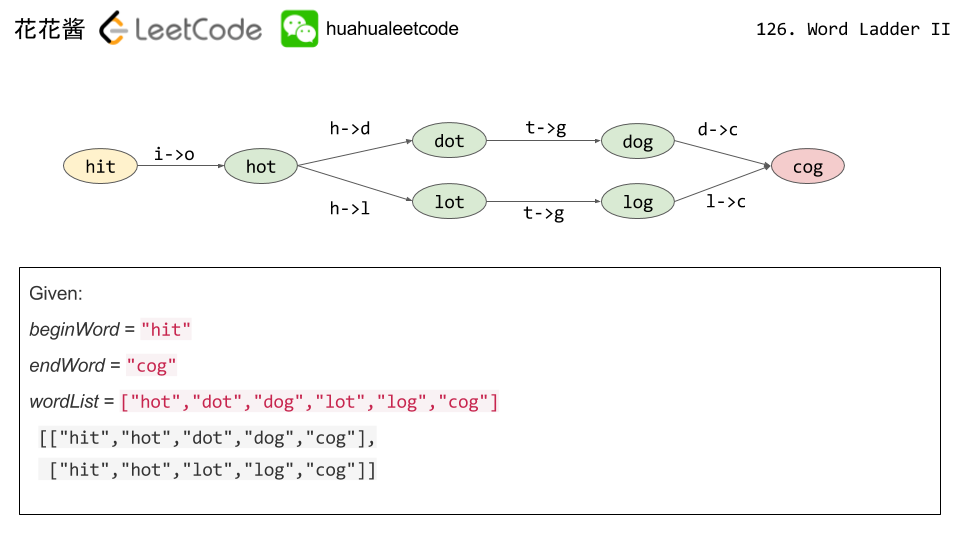 花花酱 LeetCode huahualeetcode 126. Word Ladder II
h->d dot t->g dog d->c
hit i->o hot cog
h->l lot t->g log l->c
Given:
beginWord = "hit"
endWord = "cog"
wordList = ["hot","dot","dog","lot","log","cog"]
[["hit","hot","dot","dog","cog"],
["hit","hot","lot","log","cog"]]